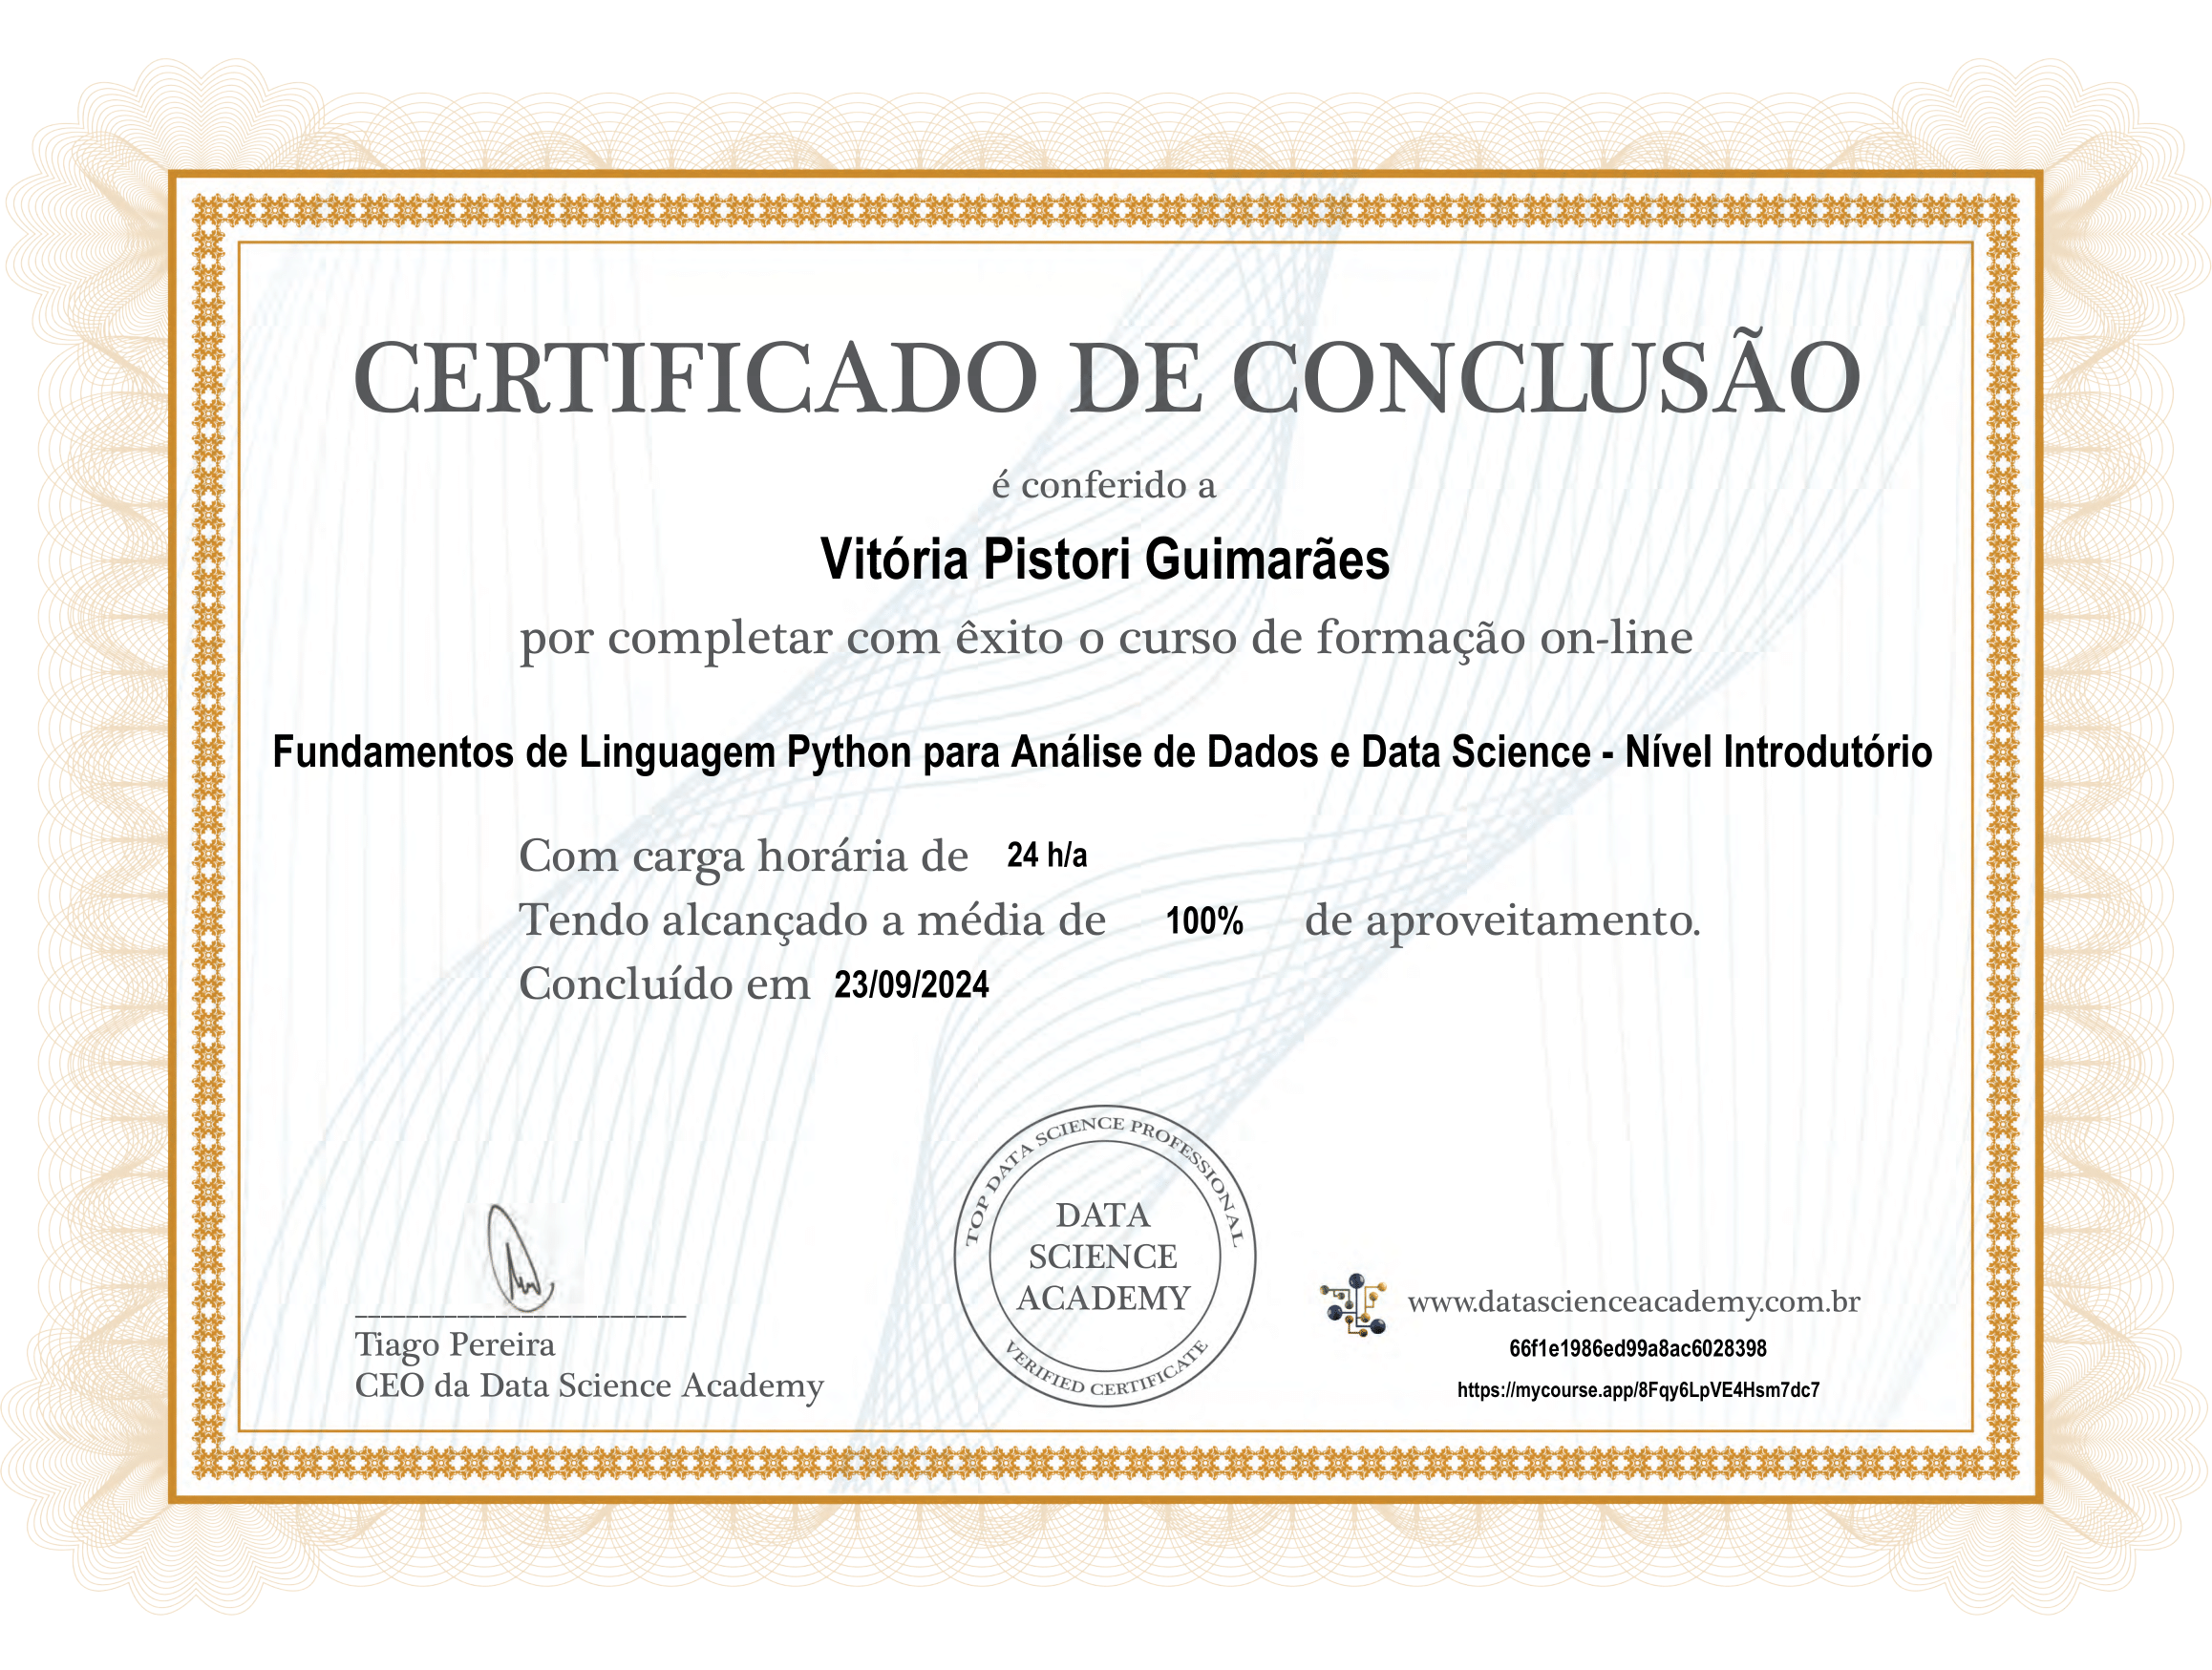 CERTIFICADO DE CONCLUSÃO
é conferido a
Vitória Pistori Guimarães
por completar com êxito o curso de formação on-line
Fundamentos de Linguagem Python para Análise de Dados e Data Science - Nível Introdutório
Com carga horária de 24 h/a
Tendo alcançado a média de 100% de aproveitamento.
Concluído em 23/09/2024
Tiago Pereira
CEO da Data Science Academy
TOP DATA SCIENCE PROFESSIONAL
DATA
SCIENCE
ACADEMY
VERIFIED CERTIFICATE
www.datascienceacademy.com.br
66f1e1986ed99a8ac6028398
https://mycourse.app/8Fqy6LpVE4Hsm7dc7